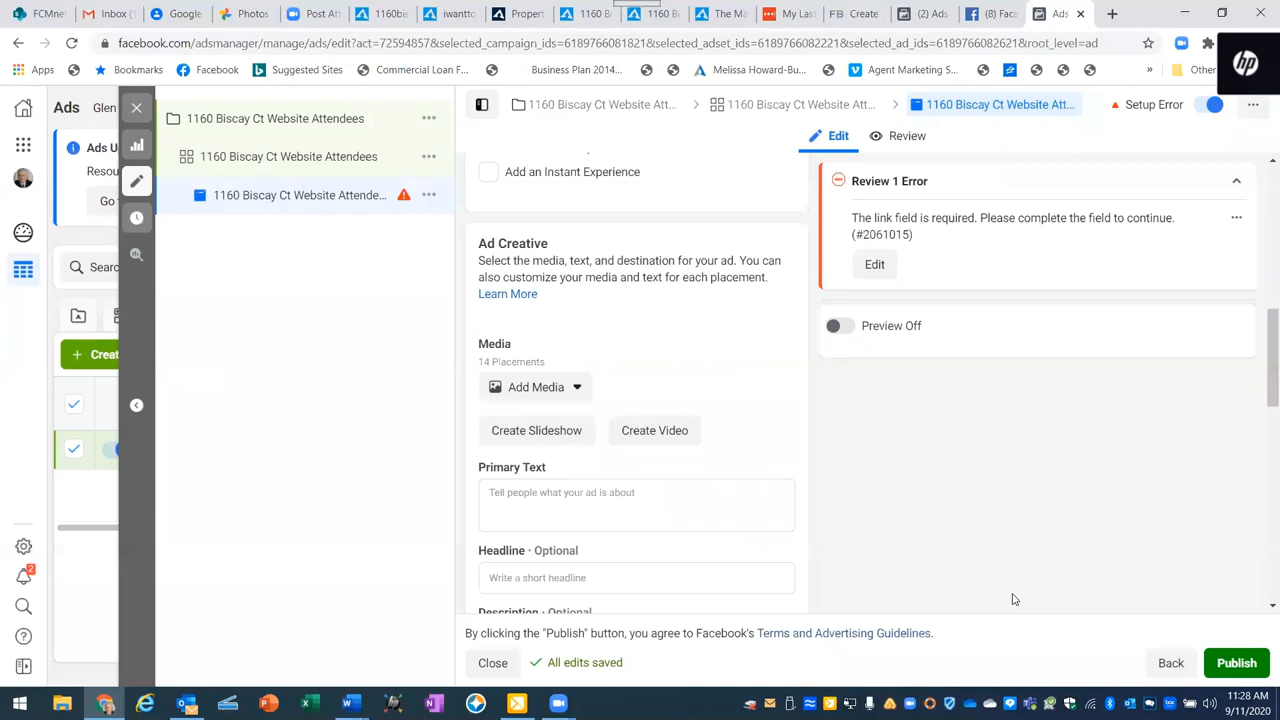 FCMnet
Inbox (1
Google
Photos
Website
1160bis
iwantto
Propert
1160 B
1160 B
The Ma
My Last
FB Create
(2) Ads
(8) Face
Ads
facebook.com/adsmanager/manage/ads/edit?act=72594857&selected_campaign_ids=6189766081821&selected_adset_ids=6189766082221&selected_ad_ids=6189766082621&root_level=ad
Apps
Bookmarks
Facebook
Suggested Sites
Commercial Loan F...
Business Plan 2014...
Melissa Howard-Bu...
Agent Marketing S...
»
Other
hp
Ads
Glen
Ads U
Resou
Go t
Searc
+ Creat
2
1160 Biscay Ct Website Attendees
1160 Biscay Ct Website Attendees
1160 Biscay Ct Website Attende...
1160 Biscay Ct Website Att...
1160 Biscay Ct Website Att...
1160 Biscay Ct Website Att...
Setup Error
Edit
Review
Add an Instant Experience
Ad Creative
Select the media, text, and destination for your ad. You can
also customize your media and text for each placement.
Learn More
Media
14 Placements
Add Media
Create Slideshow
Create Video
Primary Text
Tell people what your ad is about
Headline · Optional
Write a short headline
Description · Optional
Review 1 Error
The link field is required. Please complete the field to continue.
(#2061015)
Edit
Preview Off
By clicking the "Publish" button, you agree to Facebook's Terms and Advertising Guidelines.
Close
All edits saved
Back
Publish
11:28 AM
9/11/2020